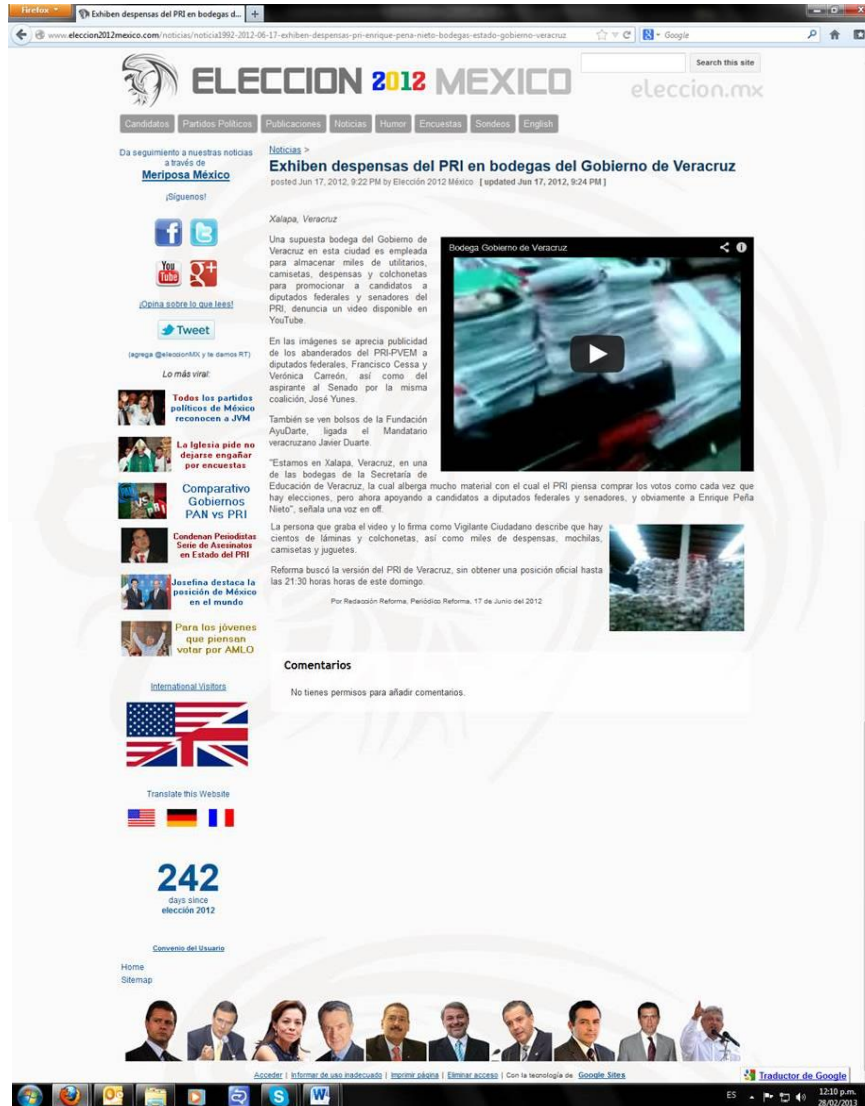 Firefox
Exhiben despensas del PRI en bodegas d...
www.eleccion2012mexico.com/noticias/noticia1992-2012-06-17-exhiben-despensas-pri-enrique-pena-nieto-bodegas-estado-gobierno-veracruz
Google
ELECCION 2012 MEXICO
Search this site
eleccion.mx
Candidatos
Partidos Políticos
Publicaciones
Noticias
Humor
Encuestas
Sondeos
English
Da seguimiento a nuestras noticias
a través de
Meriposa México
¡Síguenos!
You
Tube
¡Opina sobre lo que lees!
Tweet
(agrega @eleccionMX y te damos RT)
Lo más viral:
Todos los partidos
políticos de México
reconocen a JVM
La Iglesia pide no
dejarse engañar
por encuestas
Comparativo
Gobiernos
PAN vs PRI
Condenan Periodistas
Serie de Asesinatos
en Estado del PRI
Josefina destaca la
posición de México
en el mundo
Para los jóvenes
que piensan
votar por AMLO
International Visitors
Translate this Website
242
days since
elección 2012
Convenio del Usuario
Home
Sitemap
Noticias >
Exhiben despensas del PRI en bodegas del Gobierno de Veracruz
posted Jun 17, 2012, 9:22 PM by Elección 2012 México [ updated Jun 17, 2012, 9:24 PM ]
Xalapa, Veracruz
Una supuesta bodega del Gobierno de
Veracruz en esta ciudad es empleada
para almacenar miles de utilitarios,
camisetas, despensas y colchonetas
para promocionar a candidatos a
diputados federales y senadores del
PRI, denuncia un video disponible en
YouTube.
Bodega Gobierno de Veracruz
En las imágenes se aprecia publicidad
de los abanderados del PRI-PVEM a
diputados federales, Francisco Cessa y
Verónica Carreón, así como del
aspirante al Senado por la misma
coalición, José Yunes.
También se ven bolsos de la Fundación
AyuDarte, ligada el Mandatario
veracruzano Javier Duarte.
"Estamos en Xalapa, Veracruz, en una
de las bodegas de la Secretaría de
Educación de Veracruz, la cual alberga mucho material con el cual el PRI piensa comprar los votos como cada vez que
hay elecciones, pero ahora apoyando a candidatos a diputados federales y senadores, y obviamente a Enrique Peña
Nieto", señala una voz en off.
La persona que graba el video y lo firma como Vigilante Ciudadano describe que hay
cientos de láminas y colchonetas, así como miles de despensas, mochilas,
camisetas y juguetes.
Reforma buscó la versión del PRI de Veracruz, sin obtener una posición oficial hasta
las 21:30 horas horas de este domingo.
Por Redacción Reforma, Periódico Reforma, 17 de Junio del 2012
Comentarios
No tienes permisos para añadir comentarios.
Acceder | Informar de uso inadecuado | Imprimir página | Eliminar acceso | Con la tecnología de Google Sites
Traductor de Google
ES
12:10 p.m.
28/02/2013